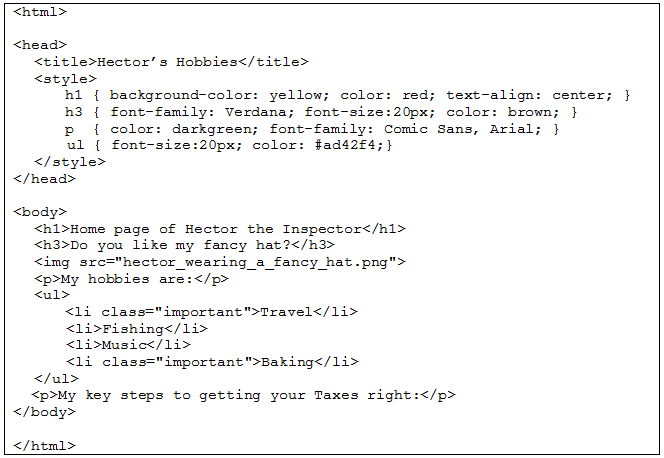 <html>
<head>
<title>Hector’s Hobbies</title>
<style>
h1 { background-color: yellow; color: red; text-align: center; }
h3 { font-family: Verdana; font-size:20px; color: brown; }
p { color: darkgreen; font-family: Comic Sans, Arial; }
ul { font-size:20px; color: #ad42f4;}
</style>
</head>
<body>
<h1>Home page of Hector the Inspector</h1>
<h3>Do you like my fancy hat?</h3>
<img src="hector_wearing_a_fancy_hat.png">
<p>My hobbies are:</p>
<ul>
<li class="important">Travel</li>
<li>Fishing</li>
<li>Music</li>
<li class="important">Baking</li>
</ul>
<p>My key steps to getting your Taxes right:</p>
</body>
</html>